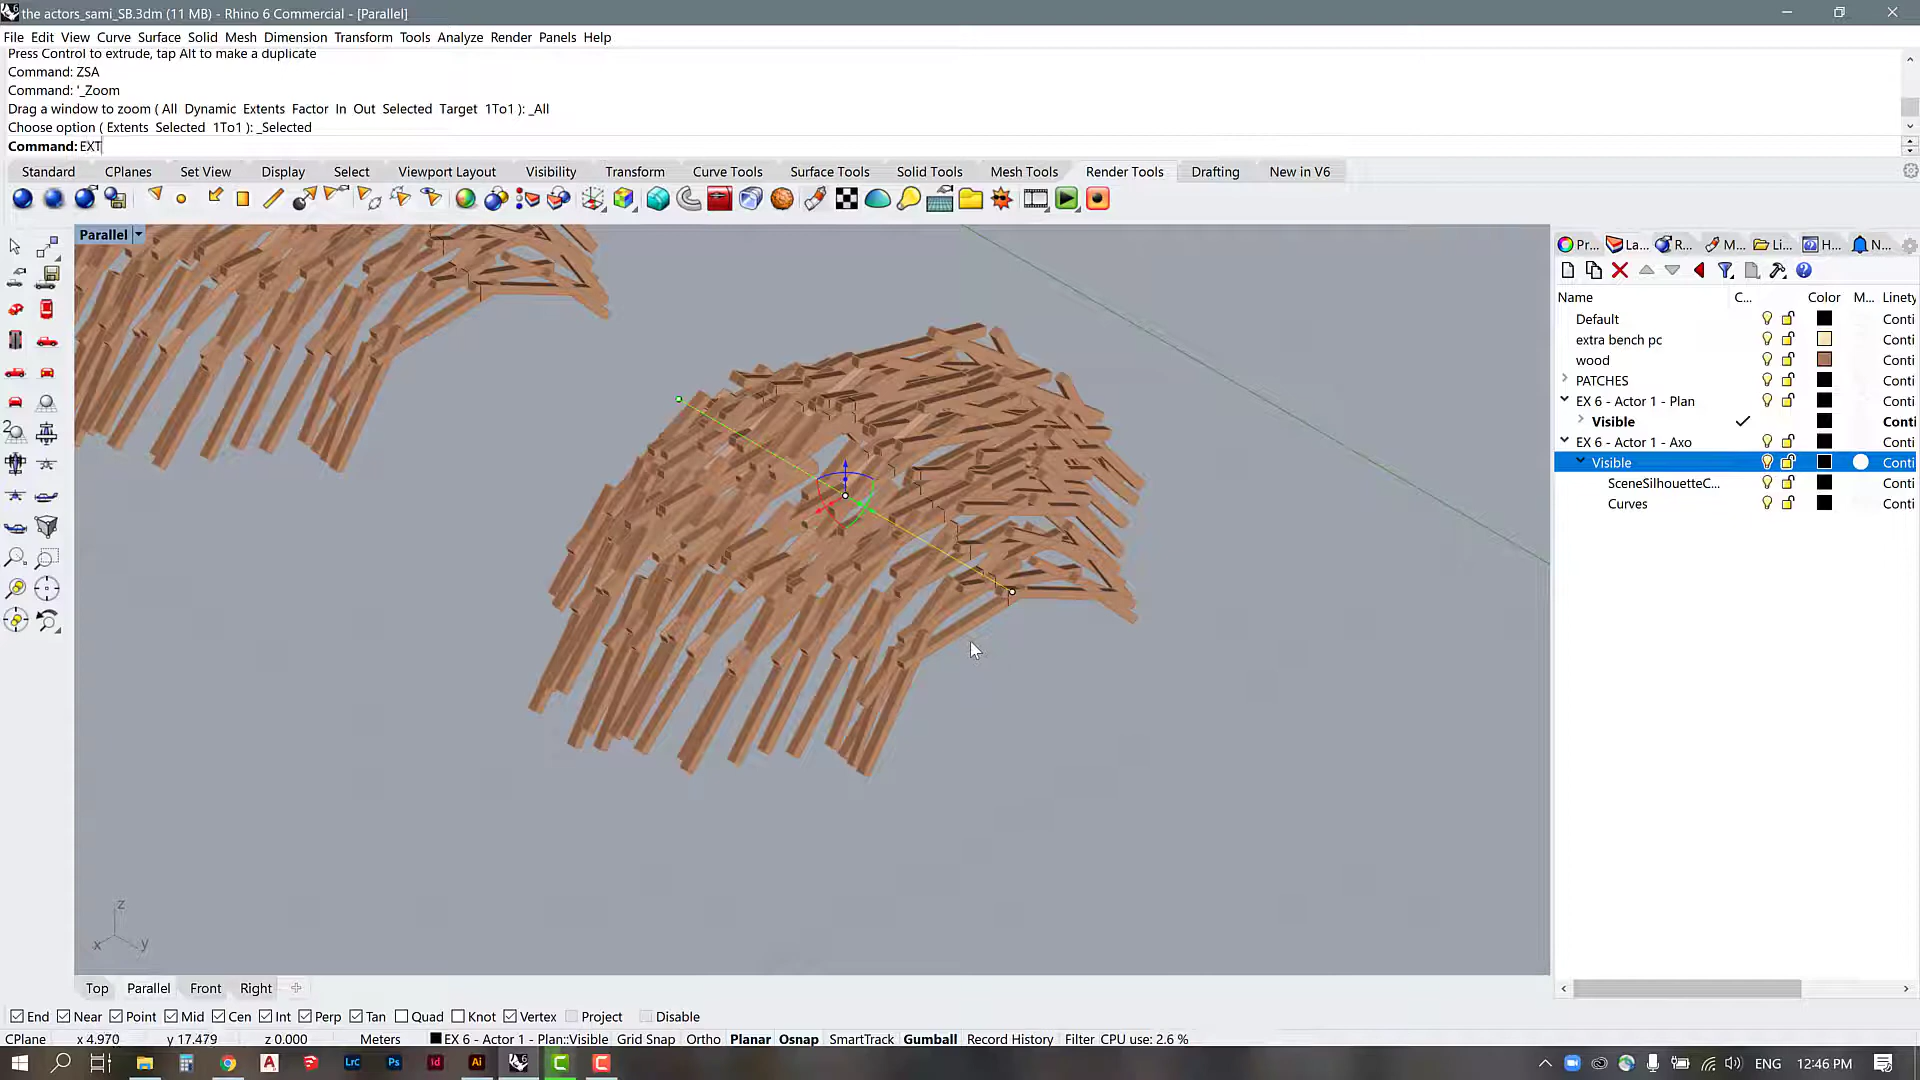 the actors_sami_SB.3dm (11 MB) - Rhino 6 Commercial - [Parallel]
File Edit View Curve Surface Solid Mesh Dimension Transform Tools Analyze Render Panels Help
Press Control to extrude, tap Alt to make a duplicate
Command: ZSA
Command: '_Zoom
Drag a window to zoom ( All Dynamic Extents Factor In Out Selected Target 1To1 ): _All
Choose option ( Extents Selected 1To1 ): _Selected
Command: EXT
Standard CPlanes Set View Display Select Viewport Layout Visibility Transform Curve Tools Surface Tools Solid Tools Mesh Tools Render Tools Drafting New in V6
Parallel
Pr... La... R... M... Li... H... N...
Name C... Color M... Linety
Default Conti
extra bench pc Conti
wood Conti
PATCHES Conti
EX 6 - Actor 1 - Plan Conti
Visible Conti
EX 6 - Actor 1 - Axo Conti
Visible Conti
SceneSilhouetteC... Conti
Curves Conti
z
x y
Top Parallel Front Right
End Near Point Mid Cen Int Perp Tan Quad Knot Vertex Project Disable
CPlane x 4.970 y 17.479 z 0.000 Meters EX 6 - Actor 1 - Plan::Visible Grid Snap Ortho Planar Osnap SmartTrack Gumball Record History Filter CPU use: 2.6 %
Lrc Ps Id Ai ENG 12:46 PM